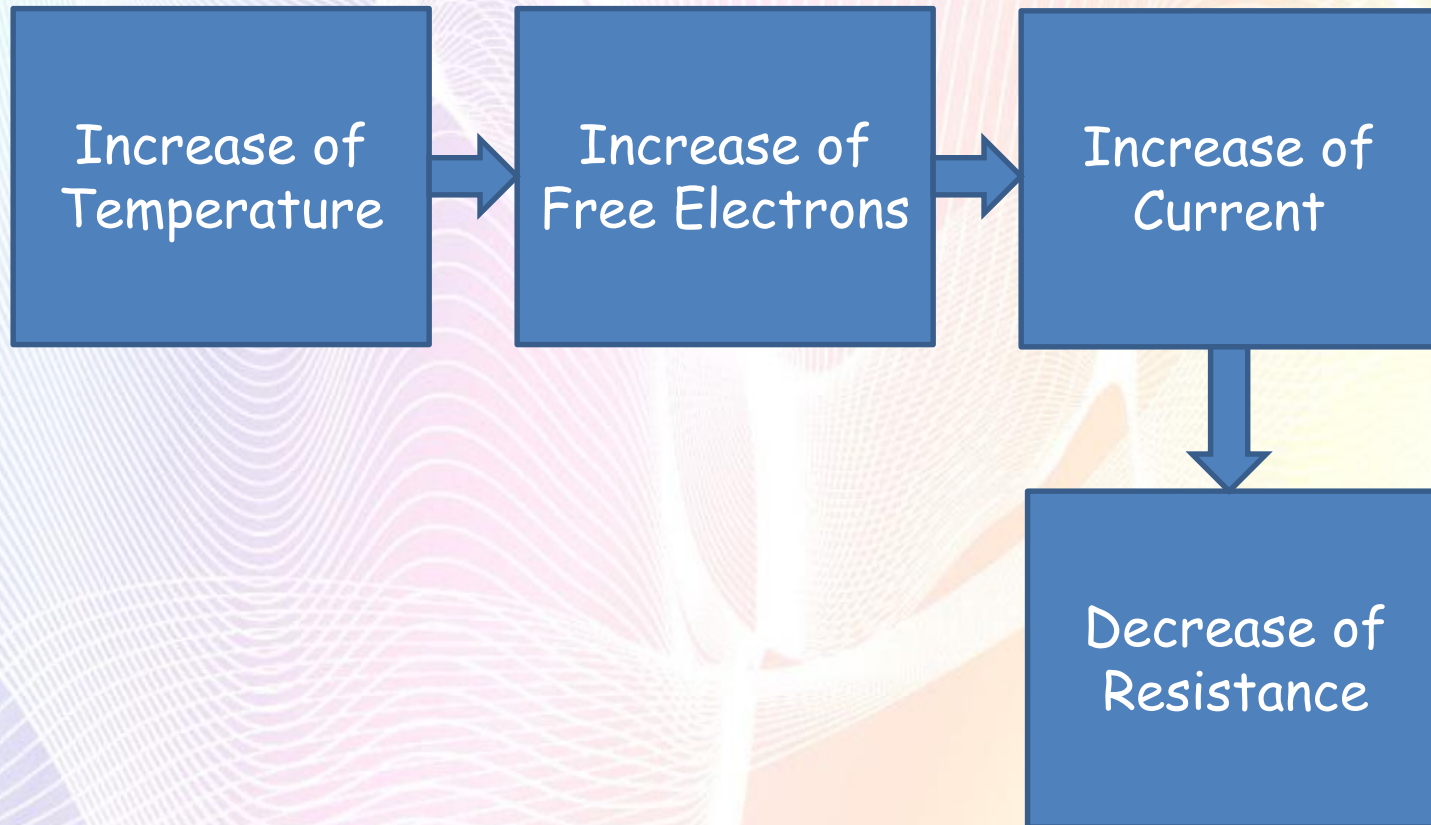 Increase of
Temperature
Increase of
Free Electrons
Increase of
Current
Decrease of
Resistance